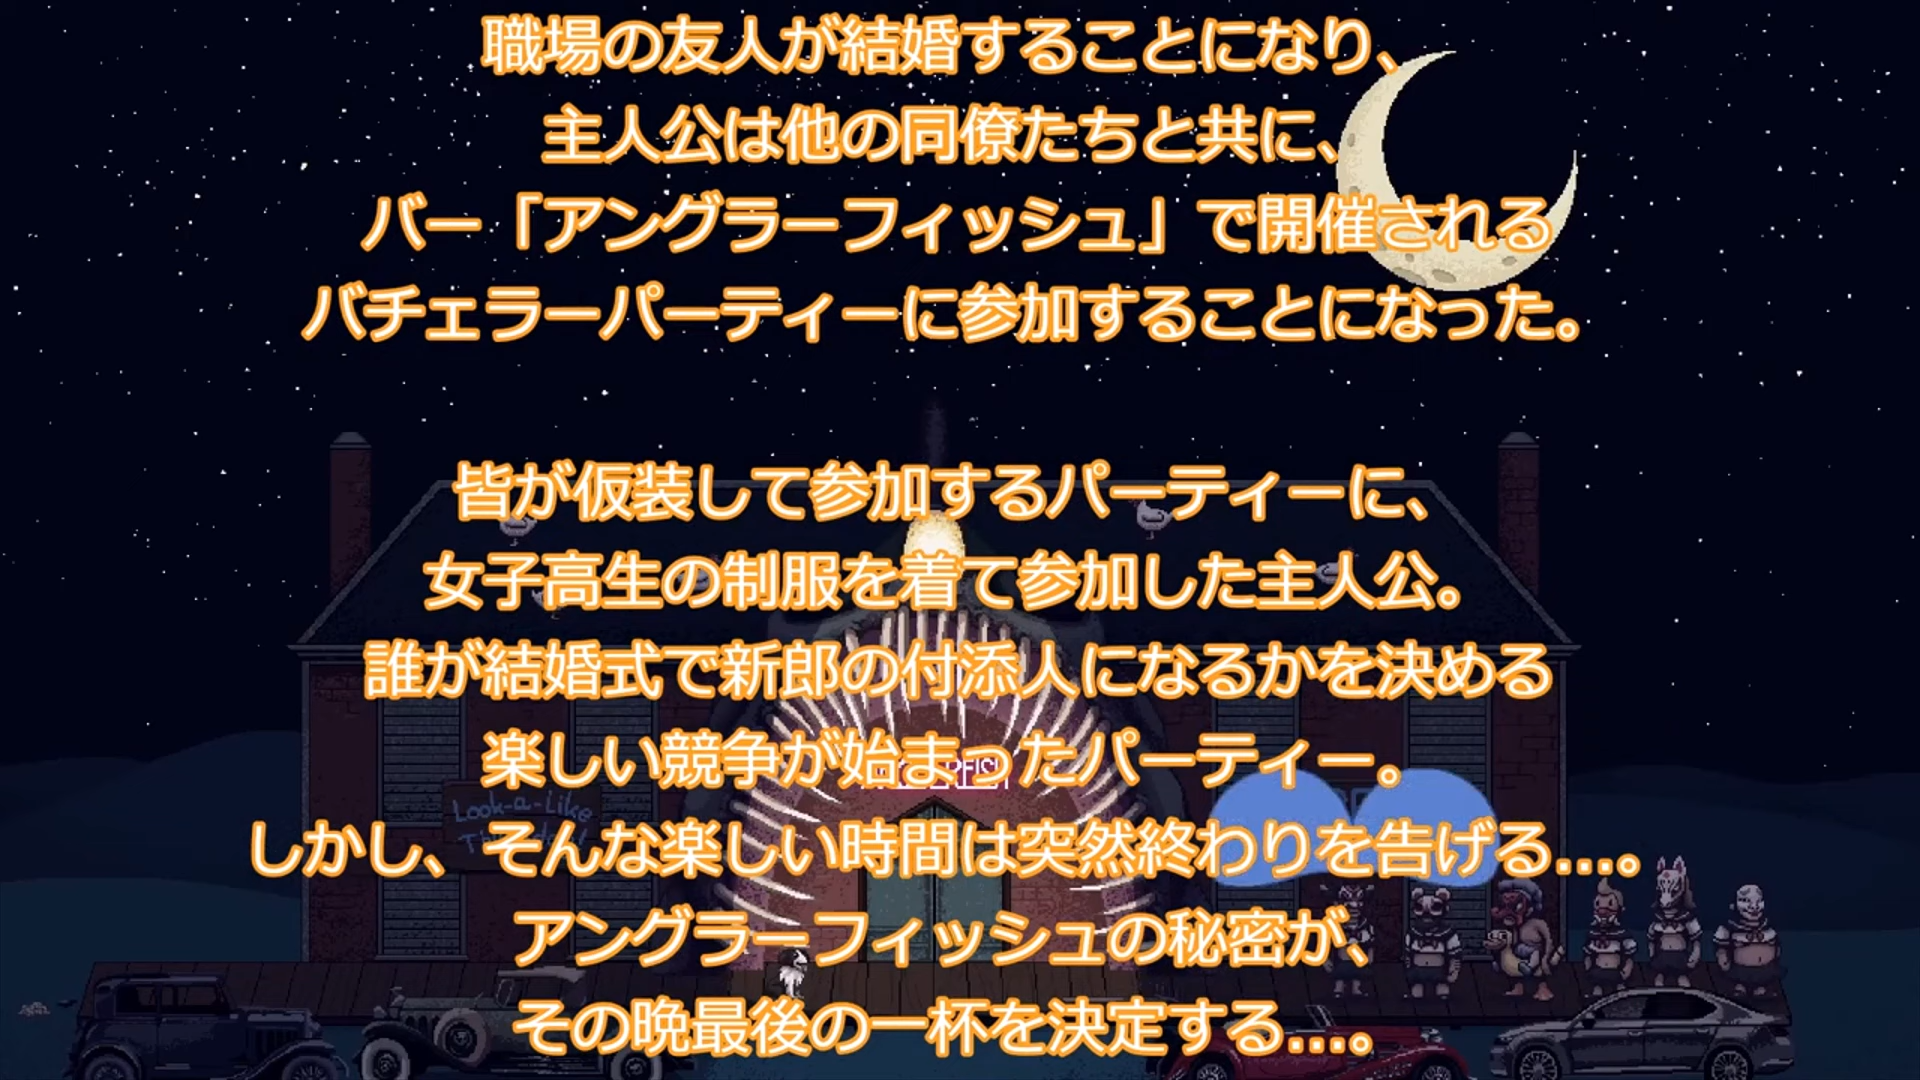 職場の友人が結婚することになり、
主人公は他の同僚たちと共に、
バー「アングラーフィッシュ」で開催される
バチェラーパーティーに参加することになった。
皆が仮装して参加するパーティーに、
女子高生の制服を着て参加した主人公。
誰が結婚式で新郎の付添人になるかを決める
楽しい競争が始まったパーティー。
しかし、そんな楽しい時間は突然終わりを告げる…。
アングラーフィッシュの秘密が、
その晩最後の一杯を決定する…。
Look-a-Like